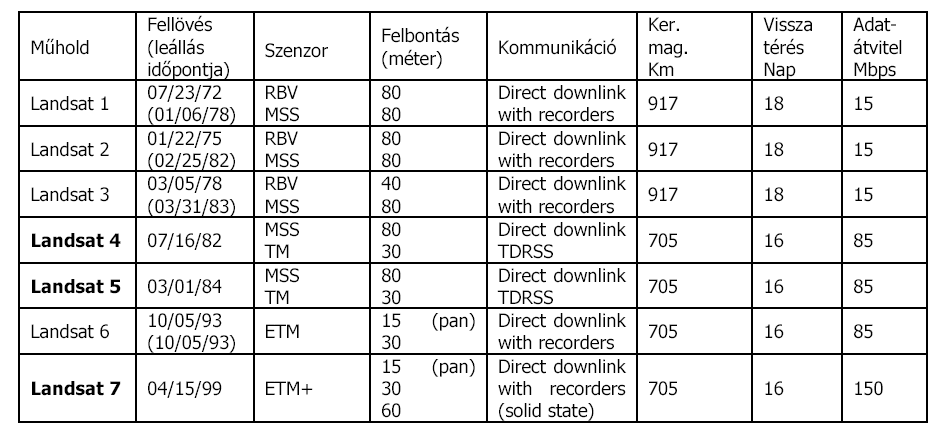 Műhold
Fellövés
(leállás
időpontja)
Szenzor
Felbontás
(méter)
Kommunikáció
Ker.
mag.
Km
Vissza
térés
Nap
Adat-
átvitel
Mbps
Landsat 1
07/23/72
(01/06/78)
RBV
MSS
80
80
Direct downlink
with recorders
917
18
15
Landsat 2
01/22/75
(02/25/82)
RBV
MSS
80
80
Direct downlink
with recorders
917
18
15
Landsat 3
03/05/78
(03/31/83)
RBV
MSS
40
80
Direct downlink
with recorders
917
18
15
Landsat 4
07/16/82
MSS
TM
80
30
Direct downlink
TDRSS
705
16
85
Landsat 5
03/01/84
MSS
TM
80
30
Direct downlink
TDRSS
705
16
85
Landsat 6
10/05/93
(10/05/93)
ETM
15 (pan)
30
Direct downlink
with recorders
705
16
85
Landsat 7
04/15/99
ETM+
15 (pan)
30
60
Direct downlink
with recorders
(solid state)
705
16
150